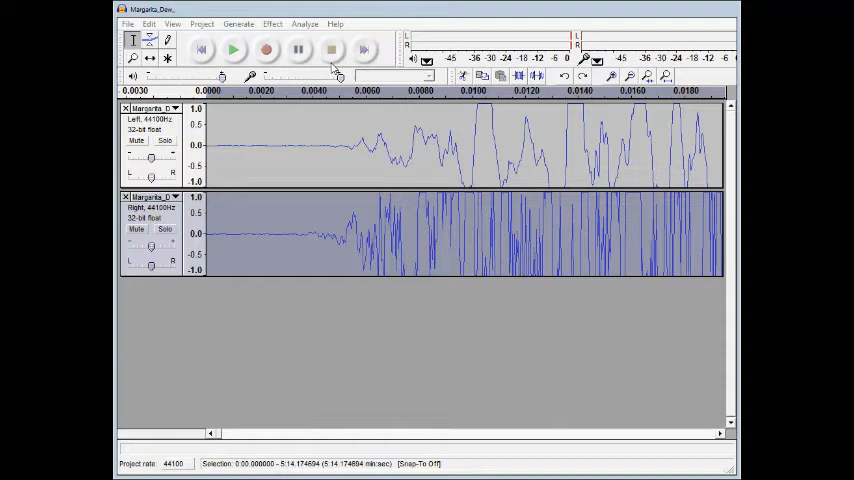 Margarita_Dew_
File Edit View Project Generate Effect Analyze Help
L
R
-45 -36 -30 -24 -18 -12 -6 0
L
R
-45 -36 -30 -24 -18 -12 -6 0
-0.0030 0.0000 0.0020 0.0040 0.0060 0.0080 0.0100 0.0120 0.0140 0.0160 0.0180
Margarita_D
Left, 44100Hz
32-bit float
Mute Solo
- +
L R
1.0
0.5
0.0
-0.5
-1.0
Margarita_D
Right, 44100Hz
32-bit float
Mute Solo
- +
L R
1.0
0.5
0.0
-0.5
-1.0
Project rate: 44100 Selection: 0:00.000000 - 5:14.174694 (5:14.174694 min:sec) [Snap-To Off]